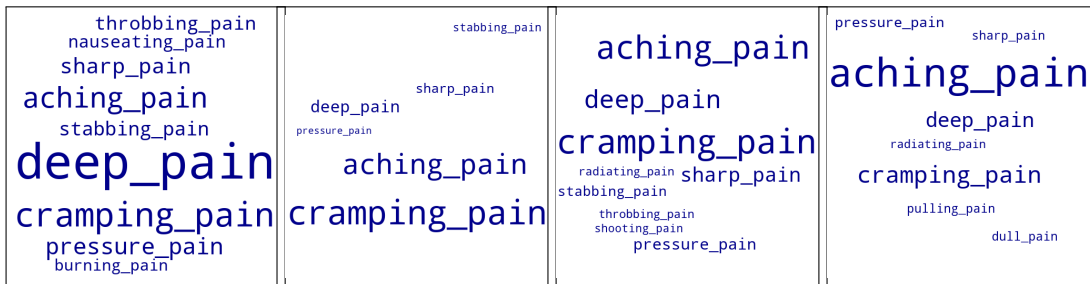 throbbing_pain
nauseating_pain
sharp_pain
aching_pain
stabbing_pain
deep_pain
cramping_pain
pressure_pain
burning_pain
stabbing_pain
sharp_pain
deep_pain
pressure_pain
aching_pain
cramping_pain
aching_pain
deep_pain
cramping_pain
radiating_pain sharp_pain
stabbing_pain
throbbing_pain
shooting_pain
pressure_pain
pressure_pain
sharp_pain
aching_pain
deep_pain
radiating_pain
cramping_pain
pulling_pain
dull_pain